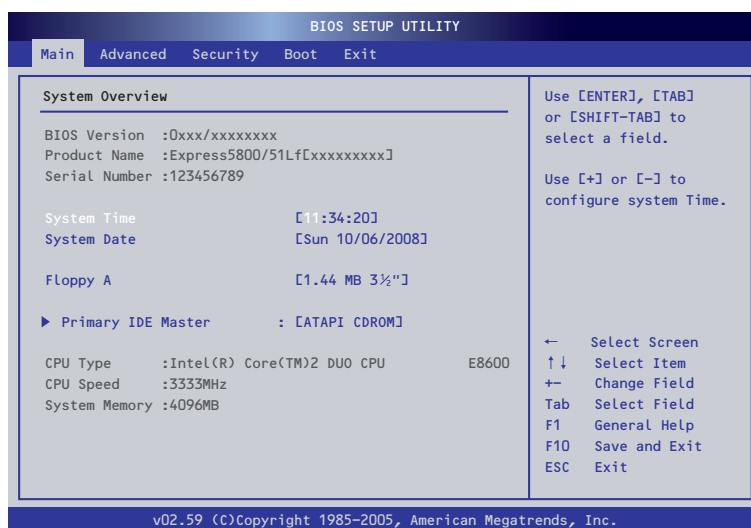 BIOS SETUP UTILITY
Main Advanced Security Boot Exit
System Overview
BIOS Version :0xxx/xxxxxxxx
Product Name :Express5800/51Lf[xxxxxxxxx]
Serial Number :123456789
System Time [11:34:20]
System Date [Sun 10/06/2008]
Floppy A [1.44 MB 3½"]
▶ Primary IDE Master : [ATAPI CDROM]
CPU Type :Intel(R) Core(TM)2 DUO CPU E8600
CPU Speed :3333MHz
System Memory :4096MB
Use [ENTER], [TAB]
or [SHIFT-TAB] to
select a field.
Use [+] or [-] to
configure system Time.
← Select Screen
↑↓ Select Item
+- Change Field
Tab Select Field
F1 General Help
F10 Save and Exit
ESC Exit
v02.59 (C)Copyright 1985-2005, American Megatrends, Inc.